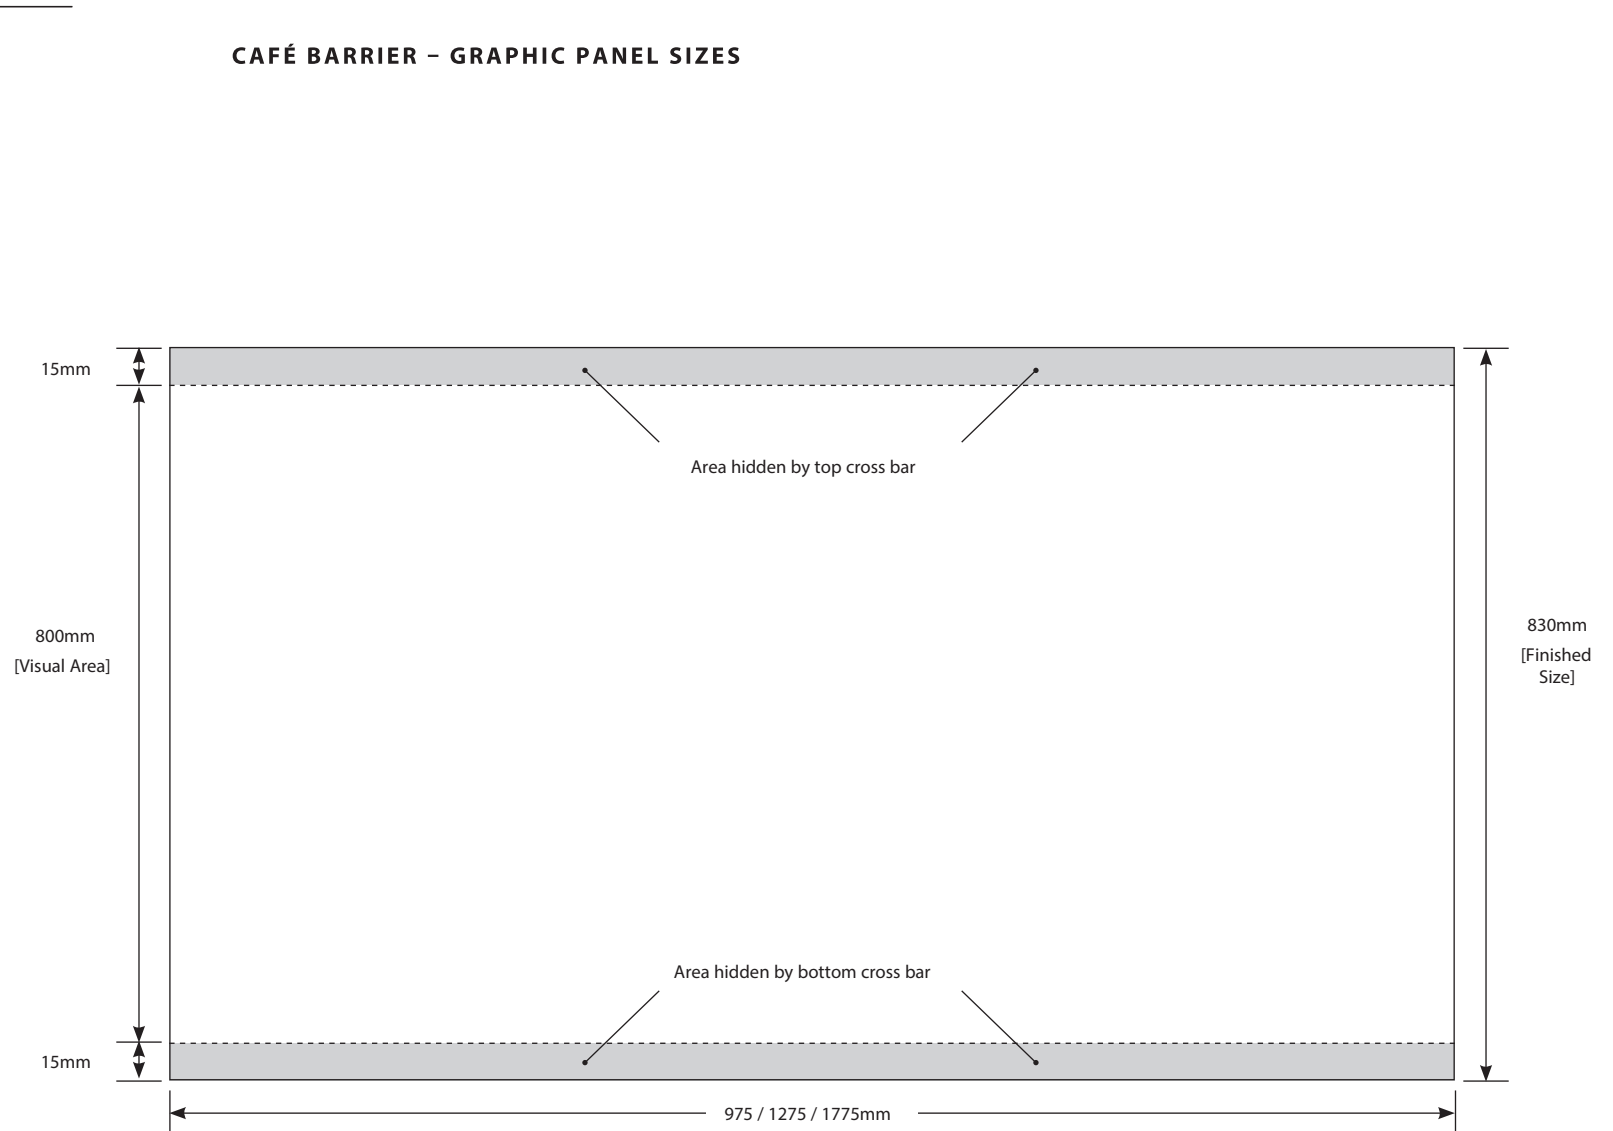 CAFÉ BARRIER – GRAPHIC PANEL SIZES
15mm
Area hidden by top cross bar
800mm
[Visual Area]
830mm
[Finished
Size]
Area hidden by bottom cross bar
15mm
975 / 1275 / 1775mm